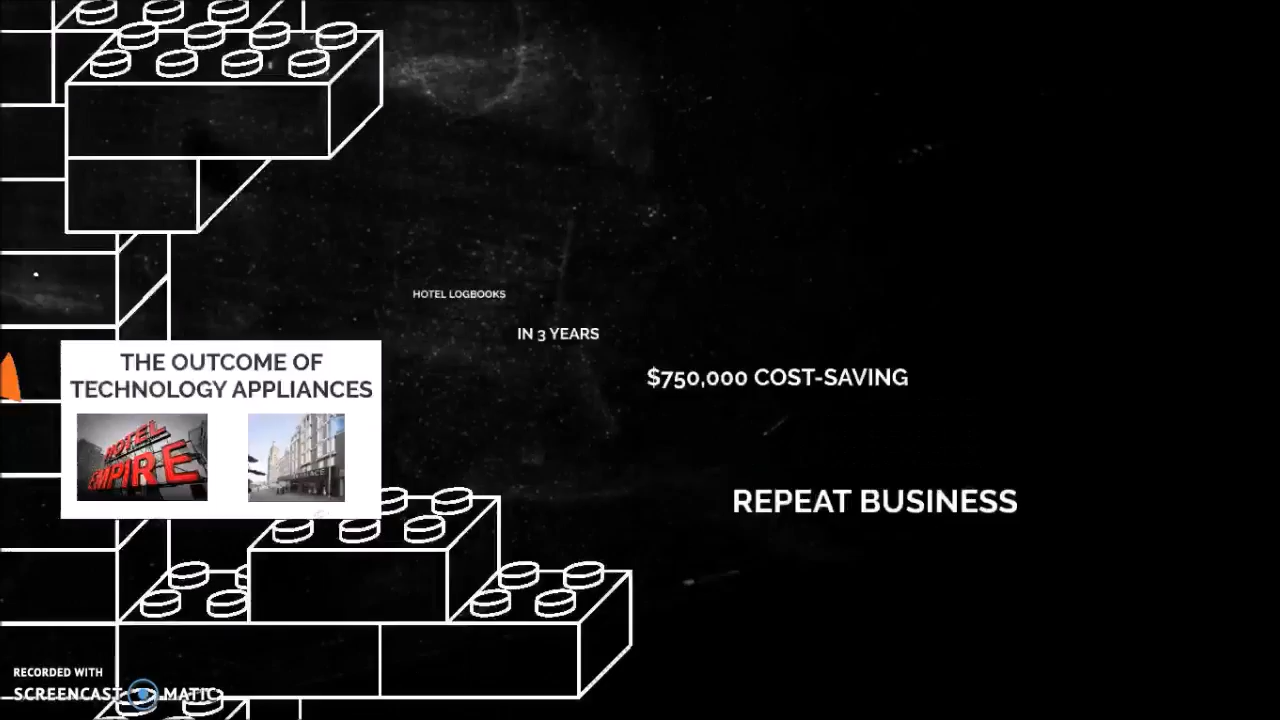 HOTEL LOGBOOKS
IN 3 YEARS
THE OUTCOME OF
TECHNOLOGY APPLIANCES
$750,000 COST-SAVING
HOTEL
EMPIRE
REPEAT BUSINESS
RECORDED WITH
SCREENCAST MATIC